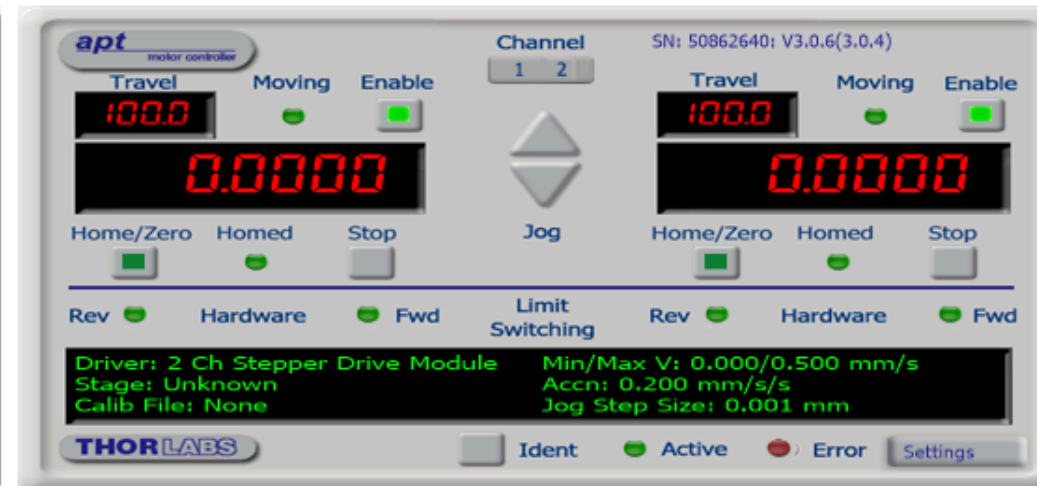 apt
motor controller
Channel
SN: 50862640: V3.0.6(3.0.4)
1 2
Travel Moving Enable
Travel Moving Enable
100.0
100.0
0.0000
0.0000
Home/Zero Homed Stop
Jog
Home/Zero Homed Stop
Rev Hardware Fwd
Limit
Switching
Rev Hardware Fwd
Driver: 2 Ch Stepper Drive Module
Stage: Unknown
Calib File: None
Min/Max V: 0.000/0.500 mm/s
Accn: 0.200 mm/s/s
Jog Step Size: 0.001 mm
THORLABS
Ident Active Error Settings